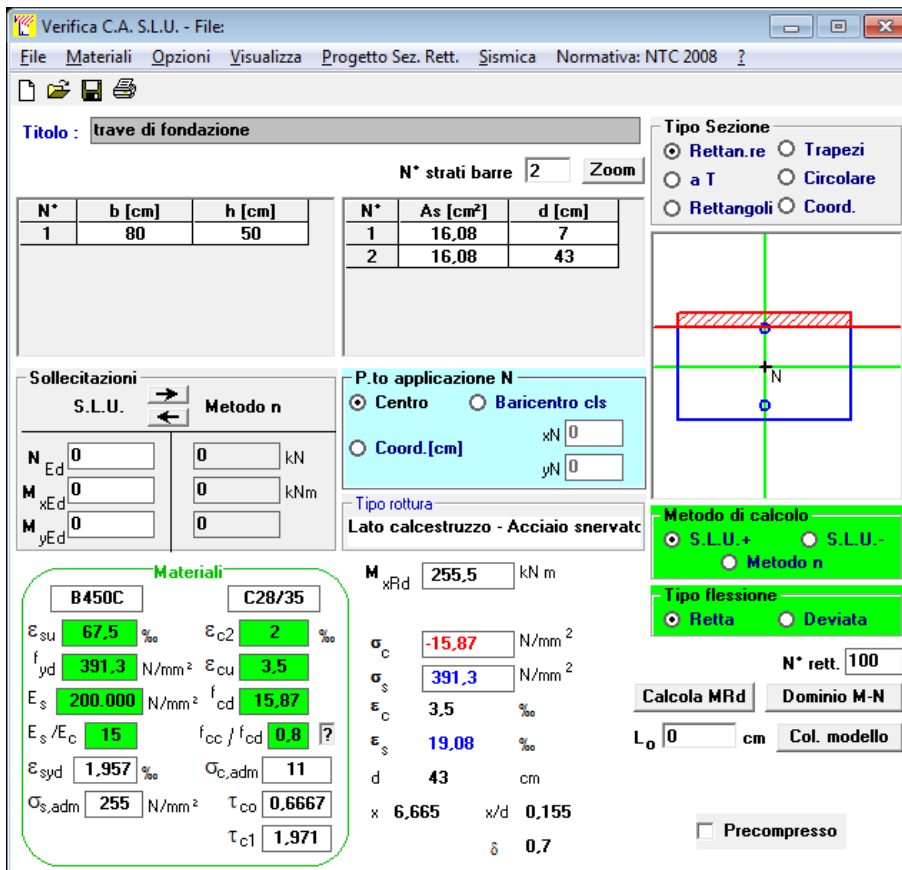 Verifica C.A. S.L.U. - File:
File Materiali Opzioni Visualizza Progetto Sez. Rett. Sismica Normativa: NTC 2008 ?
Titolo : trave di fondazione
N° strati barre 2 Zoom
N° b [cm] h [cm]
1 80 50
N° As [cm²] d [cm]
1 16,08 7
2 16,08 43
Tipo Sezione
Rettan.re Trapezi
a T Circolare
Rettangoli Coord.
N
Sollecitazioni
S.L.U. Metodo n
N Ed 0 0 kN
M xEd 0 0 kNm
M yEd 0 0
P.to applicazione N
Centro Baricentro cls
Coord.[cm] xN 0
yN 0
Tipo rottura
Lato calcestruzzo - Acciaio snervato
Metodo di calcolo
S.L.U.+ S.L.U.-
Metodo n
Tipo flessione
Retta Deviata
N° rett. 100
Calcola MRd Dominio M-N
L o 0 cm Col. modello
Precompresso
Materiali
B450C C28/35
εsu 67,5 ‰ εc2 2 ‰
fyd 391,3 N/mm² εcu 3,5
Es 200.000 N/mm² fcd 15,87
Es/Ec 15 fcc / fcd 0,8 ?
εsyd 1,957 ‰ σc,adm 11
σs,adm 255 N/mm² τco 0,6667
τc1 1,971
M xRd 255,5 kN m
σc -15,87 N/mm²
σs 391,3 N/mm²
εc 3,5 ‰
εs 19,08 ‰
d 43 cm
x 6,665 x/d 0,155
δ 0,7